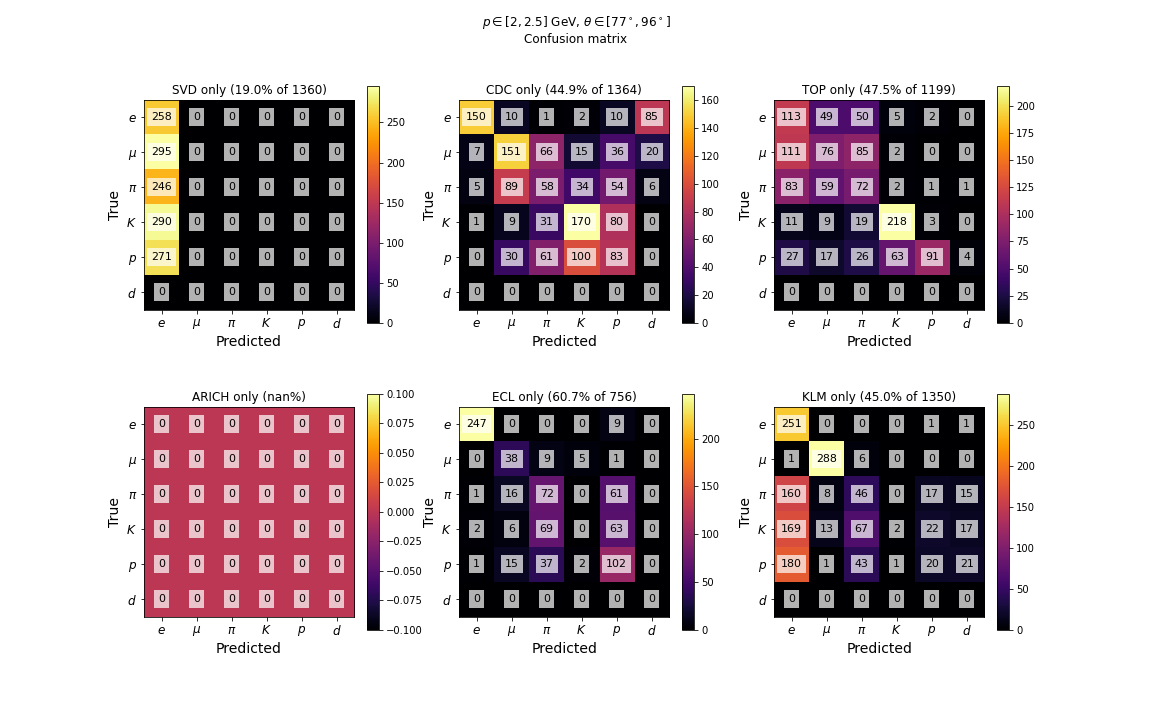 p ∈ [2, 2.5] GeV, θ ∈ [77°, 96°]
Confusion matrix
SVD only (19.0% of 1360)
True
e 258 0 0 0 0 0
μ 295 0 0 0 0 0
π 246 0 0 0 0 0
K 290 0 0 0 0 0
p 271 0 0 0 0 0
d 0 0 0 0 0 0
e μ π K p d
Predicted
250
200
150
100
50
0
CDC only (44.9% of 1364)
True
e 150 10 1 2 10 85
μ 7 151 66 15 36 20
π 5 89 58 34 54 6
K 1 9 31 170 80 0
p 0 30 61 100 83 0
d 0 0 0 0 0 0
e μ π K p d
Predicted
160
140
120
100
80
60
40
20
0
TOP only (47.5% of 1199)
True
e 113 49 50 5 2 0
μ 111 76 85 2 0 0
π 83 59 72 2 1 1
K 11 9 19 218 3 0
p 27 17 26 63 91 4
d 0 0 0 0 0 0
e μ π K p d
Predicted
200
175
150
125
100
75
50
25
0
ARICH only (nan%)
True
e 0 0 0 0 0 0
μ 0 0 0 0 0 0
π 0 0 0 0 0 0
K 0 0 0 0 0 0
p 0 0 0 0 0 0
d 0 0 0 0 0 0
e μ π K p d
Predicted
0.100
0.075
0.050
0.025
0.000
−0.025
−0.050
−0.075
−0.100
ECL only (60.7% of 756)
True
e 247 0 0 0 9 0
μ 0 38 9 5 1 0
π 1 16 72 0 61 0
K 2 6 69 0 63 0
p 1 15 37 2 102 0
d 0 0 0 0 0 0
e μ π K p d
Predicted
200
150
100
50
0
KLM only (45.0% of 1350)
True
e 251 0 0 0 1 1
μ 1 288 6 0 0 0
π 160 8 46 0 17 15
K 169 13 67 2 22 17
p 180 1 43 1 20 21
d 0 0 0 0 0 0
e μ π K p d
Predicted
250
200
150
100
50
0